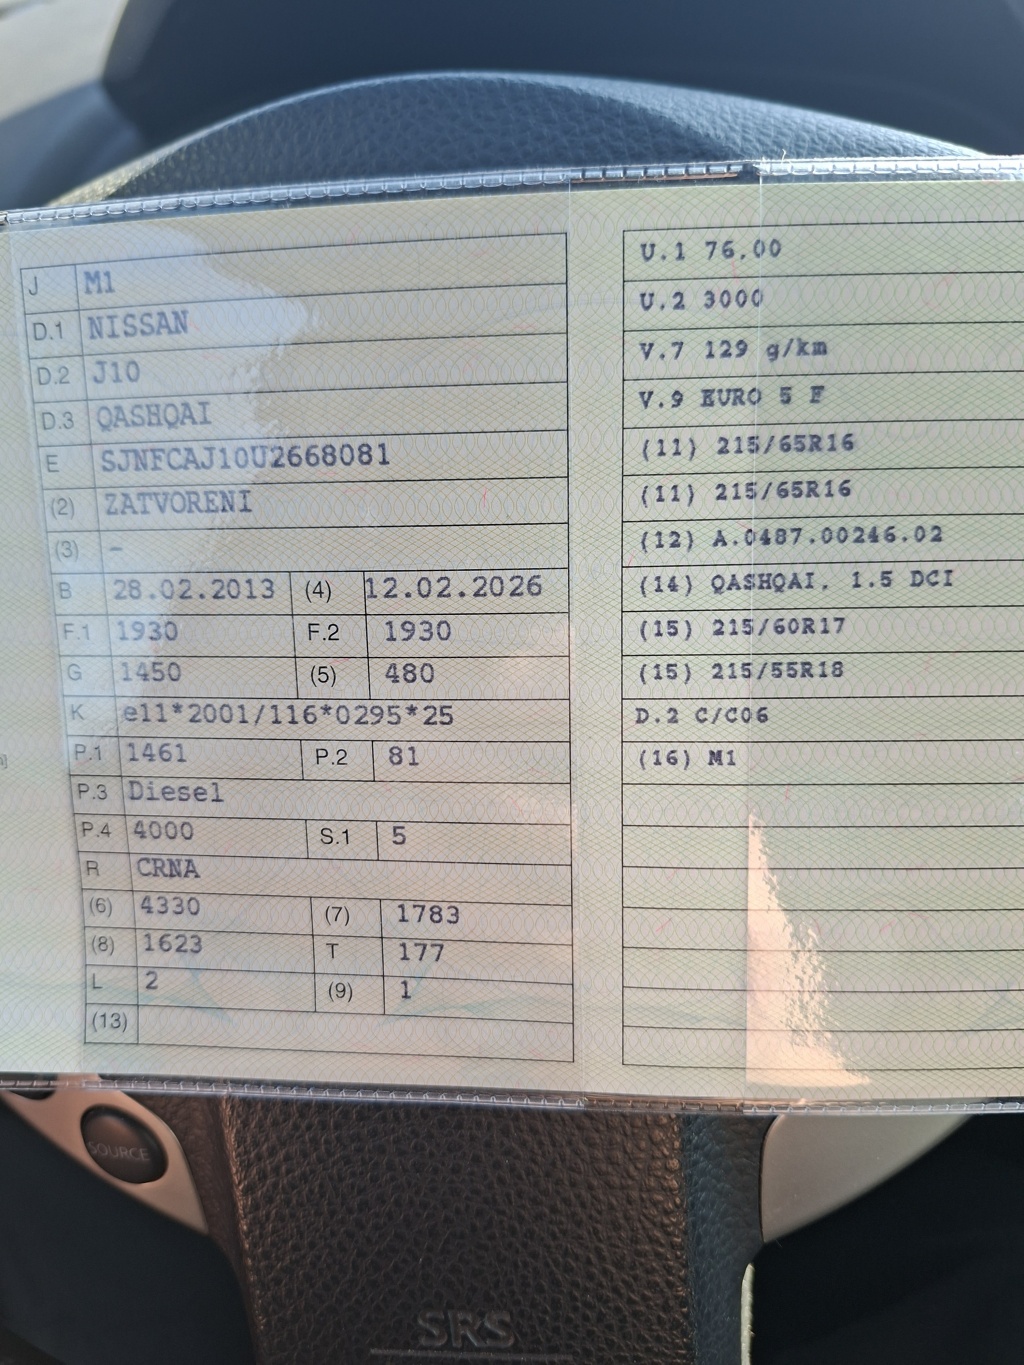 J M1
D.1 NISSAN
D.2 J10
D.3 QASHQAI
E SJNFCAJ10U2668081
(2) ZATVORENI
(3) -
B 28.02.2013 (4) 12.02.2026
F.1 1930 F.2 1930
G 1450 (5) 480
K e11*2001/116*0295*25
P.1 1461 P.2 81
P.3 Diesel
P.4 4000 S.1 5
R CRNA
(6) 4330 (7) 1783
(8) 1623 T 177
L 2 (9) 1
(13)
U.1 76,00
U.2 3000
V.7 129 g/km
V.9 EURO 5 F
(11) 215/65R16
(11) 215/65R16
(12) A.0487.00246.02
(14) QASHQAI, 1.5 DCI
(15) 215/60R17
(15) 215/55R18
D.2 C/C06
(16) M1
SOURCE
SRS